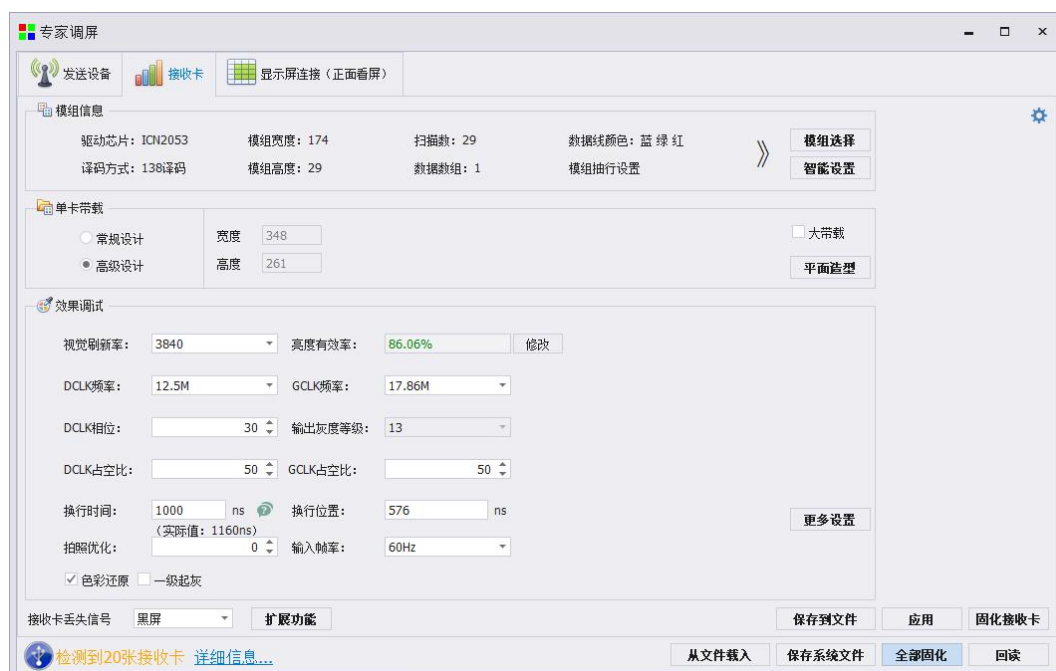 专家调屏
发送设备 接收卡 显示屏连接（正面看屏）
模组信息
驱动芯片: ICN2053 模组宽度: 174 扫描数: 29 数据线颜色: 蓝 绿 红 模组选择
译码方式: 138译码 模组高度: 29 数据数组: 1 模组抽行设置 智能设置
单卡带载
常规设计 宽度 348 大带载
高级设计 高度 261 平面造型
效果调试
视觉刷新率: 3840 亮度有效率: 86.06% 修改
DCLK频率: 12.5M GCLK频率: 17.86M
DCLK相位: 30 输出灰度等级: 13
DCLK占空比: 50 GCLK占空比: 50
换行时间: 1000 ns 换行位置: 576 ns 更多设置
(实际值: 1160ns)
拍照优化: 0 输入帧率: 60Hz
色彩还原 一级起灰
接收卡丢失信号 黑屏 扩展功能 保存到文件 应用 固化接收卡
检测到20张接收卡 详细信息... 从文件载入 保存系统文件 全部固化 回读